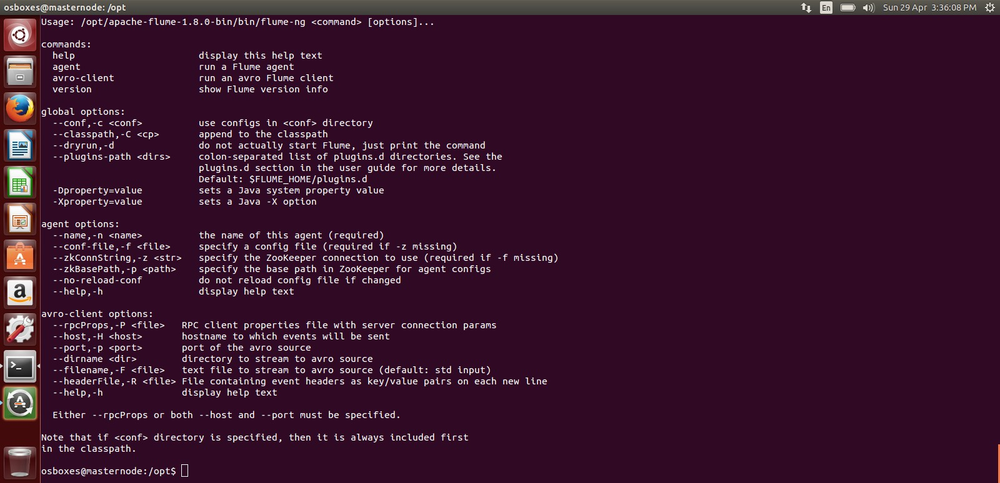 osboxes@masternode: /opt
En
Sun 29 Apr 3:36:08 PM
Usage: /opt/apache-flume-1.8.0-bin/bin/flume-ng <command> [options]...
commands:
help display this help text
agent run a Flume agent
avro-client run an avro Flume client
version show Flume version info
global options:
--conf,-c <conf> use configs in <conf> directory
--classpath,-C <cp> append to the classpath
--dryrun,-d do not actually start Flume, just print the command
--plugins-path <dirs> colon-separated list of plugins.d directories. See the
plugins.d section in the user guide for more details.
Default: $FLUME_HOME/plugins.d
-Dproperty=value sets a Java system property value
-Xproperty=value sets a Java -X option
agent options:
--name,-n <name> the name of this agent (required)
--conf-file,-f <file> specify a config file (required if -z missing)
--zkConnString,-z <str> specify the ZooKeeper connection to use (required if -f missing)
--zkBasePath,-p <path> specify the base path in ZooKeeper for agent configs
--no-reload-conf do not reload config file if changed
--help,-h display help text
avro-client options:
--rpcProps,-P <file> RPC client properties file with server connection params
--host,-H <host> hostname to which events will be sent
--port,-p <port> port of the avro source
--dirname <dir> directory to stream to avro source
--filename,-F <file> text file to stream to avro source (default: std input)
--headerFile,-R <file> File containing event headers as key/value pairs on each new line
--help,-h display help text
Either --rpcProps or both --host and --port must be specified.
Note that if <conf> directory is specified, then it is always included first
in the classpath.
osboxes@masternode:/opt$